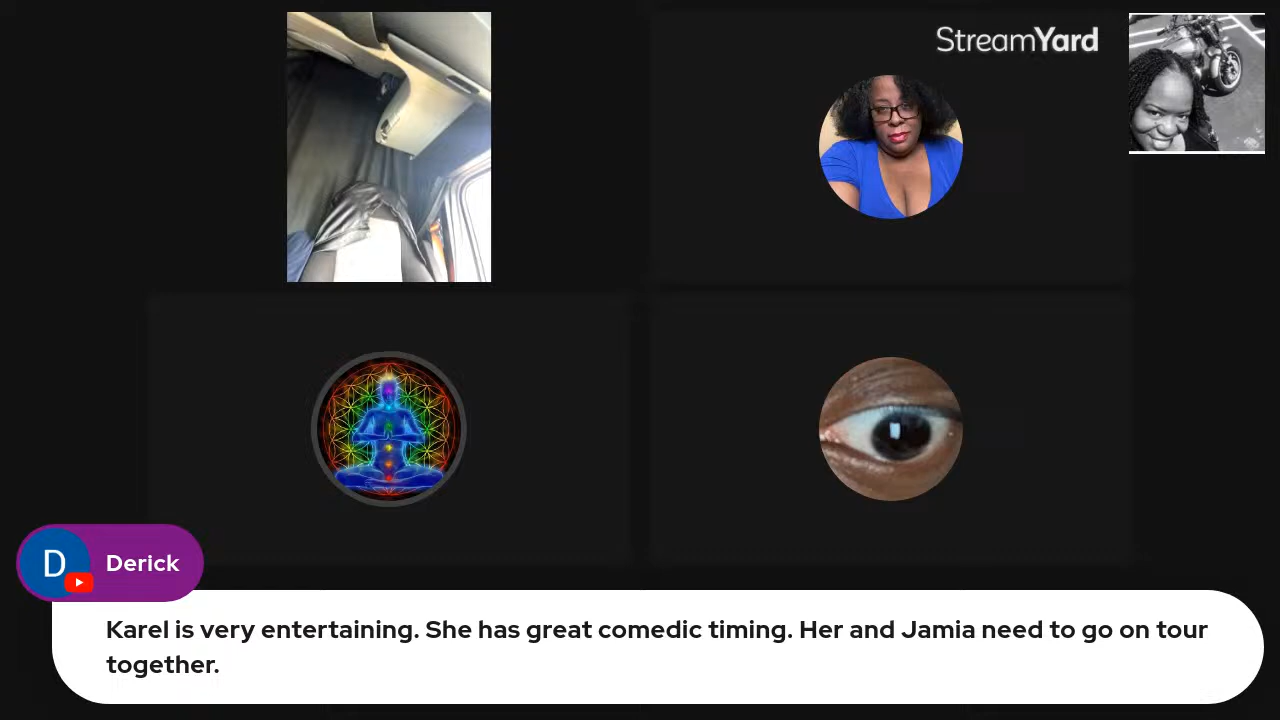 StreamYard
D
Derick
Karel is very entertaining. She has great comedic timing. Her and Jamia need to go on tour
together.